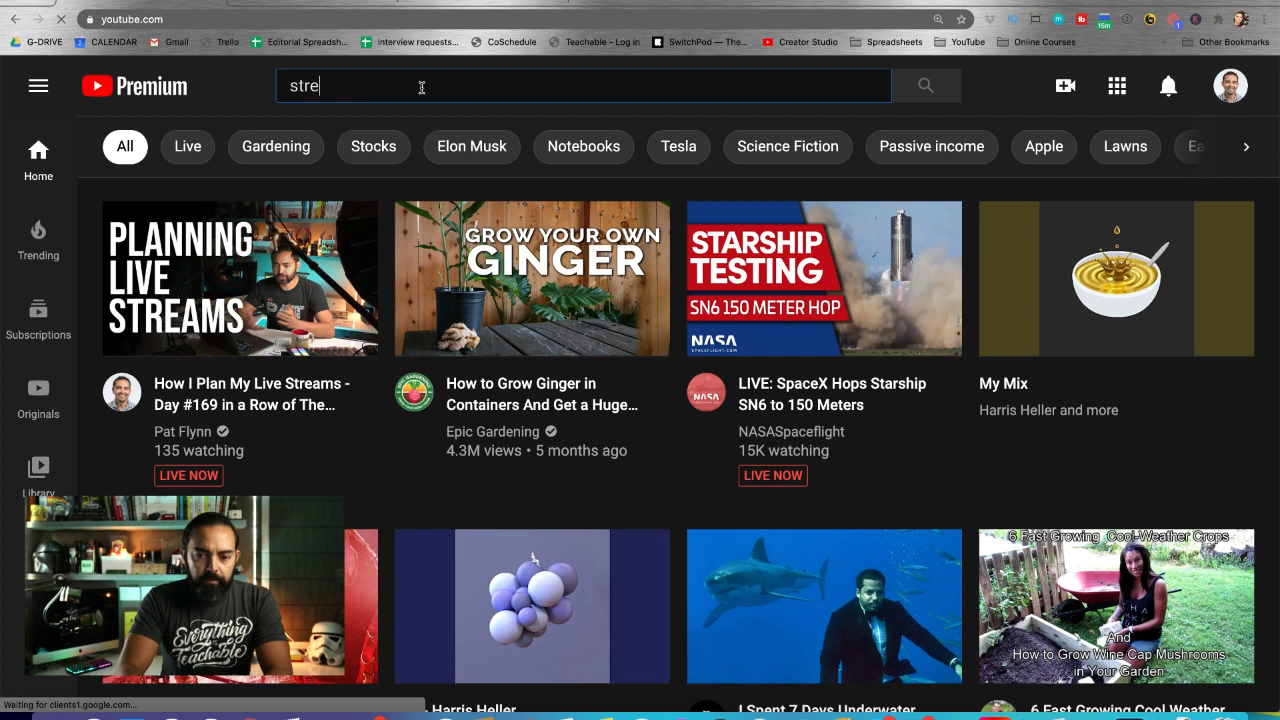 youtube.com
G-DRIVE
CALENDAR
Gmail
Trello
Editorial Spreadsh...
interview requests...
CoSchedule
Teachable - Log in
SwitchPod — The...
Creator Studio
Spreadsheets
YouTube
Online Courses
Other Bookmarks
Premium
stre
All
Live
Gardening
Stocks
Elon Musk
Notebooks
Tesla
Science Fiction
Passive income
Apple
Lawns
Home
Trending
Subscriptions
Originals
Library
PLANNING
LIVE
STREAMS
GROW YOUR OWN
GINGER
STARSHIP
TESTING
SN6 150 METER HOP
NASA
SPACEFLIGHT.COM
How I Plan My Live Streams -
Day #169 in a Row of The...
Pat Flynn
135 watching
LIVE NOW
How to Grow Ginger in
Containers And Get a Huge...
Epic Gardening
4.3M views • 5 months ago
LIVE: SpaceX Hops Starship
SN6 to 150 Meters
NASASpaceflight
15K watching
LIVE NOW
My Mix
Harris Heller and more
Everything
is
Teachable
6 Fast Growing Cool-Weather Crops
And
How to Grow Wine Cap Mushrooms
in Your Garden
Harris Heller
I Spent 7 Days Underwater
6 Fast Growing Cool Weather
Waiting for clients1.google.com...